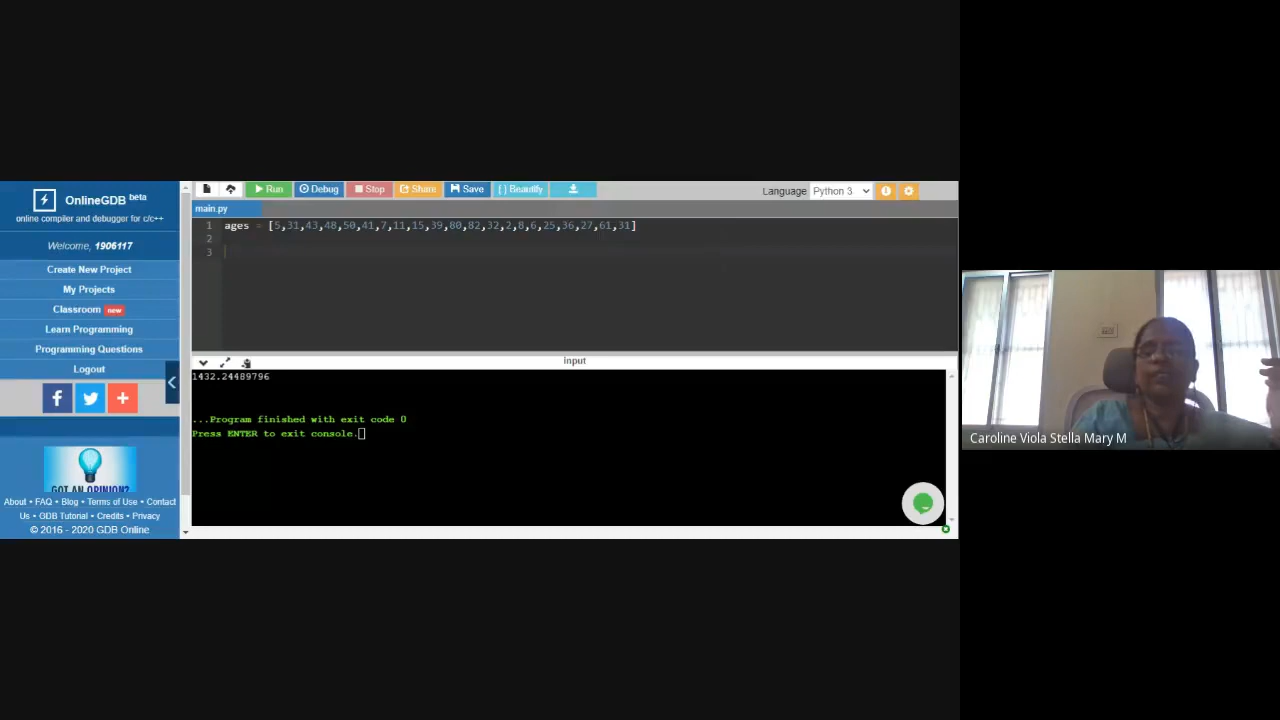 OnlineGDB beta
online compiler and debugger for c/c++
Welcome, 1906117
Create New Project
My Projects
Classroom new
Learn Programming
Programming Questions
Logout
GOT AN OPINION?
About • FAQ • Blog • Terms of Use • Contact
Us • GDB Tutorial • Credits • Privacy
© 2016 - 2020 GDB Online
Run
Debug
Stop
Share
Save
{ } Beautify
Language Python 3
main.py
1 ages = [5,31,43,48,50,41,7,11,15,39,80,82,32,2,8,6,25,36,27,61,31]
2
3
input
1432.24489796
...Program finished with exit code 0
Press ENTER to exit console.
Caroline Viola Stella Mary M